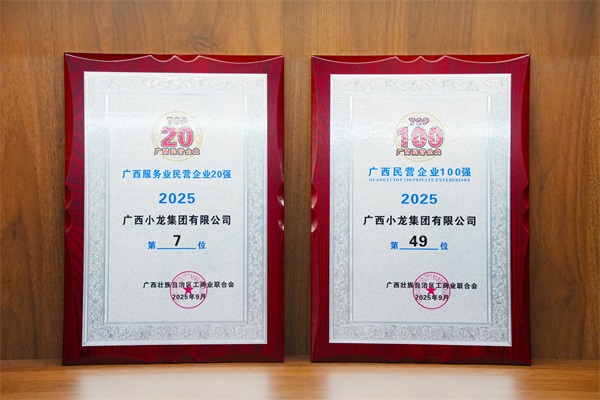 TOP
20
广西民营企业
广西服务业民营企业20强
2025
广西小龙集团有限公司
第 7 位
广西壮族自治区工商业联合会
2025年9月
TOP
100
广西民营企业
广西民营企业100强
GUANGXI TOP 100 PRIVATE ENTERPRISES
2025
广西小龙集团有限公司
第 49 位
广西壮族自治区工商业联合会
2025年9月